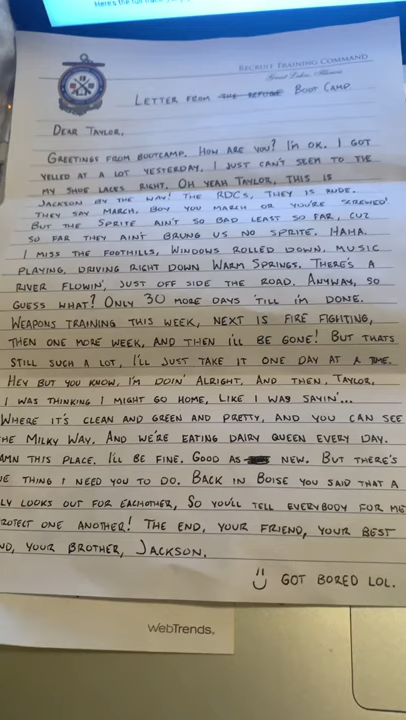 Here's the full
RECRUIT TRAINING COMMAND
Great Lakes, Illinois
LETTER FROM THE REFUGE BOOT CAMP
DEAR TAYLOR,
GREETINGS FROM BOOTCAMP. HOW ARE YOU? I'M OK. I GOT
YELLED AT A LOT YESTERDAY. I JUST CAN'T SEEM TO TIE
MY SHOE LACES RIGHT. OH YEAH TAYLOR, THIS IS
JACKSON BY THE WAY! THE RDCS, THEY IS RUDE.
THEY SAY MARCH, BOY YOU MARCH OR YOU'RE 'SCREWED'.
BUT THE SPRITE AIN'T SO BAD LEAST SO FAR, CUZ
SO FAR THEY AIN'T BRUNG US NO SPRITE. HAHA.
I MISS THE FOOTHILLS, WINDOWS ROLLED DOWN, MUSIC
PLAYING, DRIVING RIGHT DOWN WARM SPRINGS. THERE'S A
RIVER FLOWIN', JUST OFF SIDE THE ROAD. ANYWAY, SO
GUESS WHAT? ONLY 30 MORE DAYS 'TILL I'M DONE.
WEAPONS TRAINING THIS WEEK, NEXT IS FIRE FIGHTING,
THEN ONE MORE WEEK, AND THEN I'LL BE GONE! BUT THATS
STILL SUCH A LOT, I'LL JUST TAKE IT ONE DAY AT A TIME.
HEY BUT YOU KNOW, I'M DOIN' ALRIGHT. AND THEN, TAYLOR,
I WAS THINKING I MIGHT GO HOME, LIKE I WAS SAYIN'...
WHERE IT'S CLEAN AND GREEN AND PRETTY, AND YOU CAN SEE
HE MILKY WAY. AND WE'RE EATING DAIRY QUEEN EVERY DAY.
AMN THIS PLACE. I'LL BE FINE. GOOD AS NEW. BUT THERE'S
E THING I NEED YOU TO DO. BACK IN BOISE YOU SAID THAT A
LY LOOKS OUT FOR EACHOTHER, SO YOU'LL TELL EVERYBODY FOR ME
ROTECT ONE ANOTHER! THE END, YOUR FRIEND, YOUR BEST
ND, YOUR BROTHER, JACKSON.
GOT BORED LOL.
WebTrends.